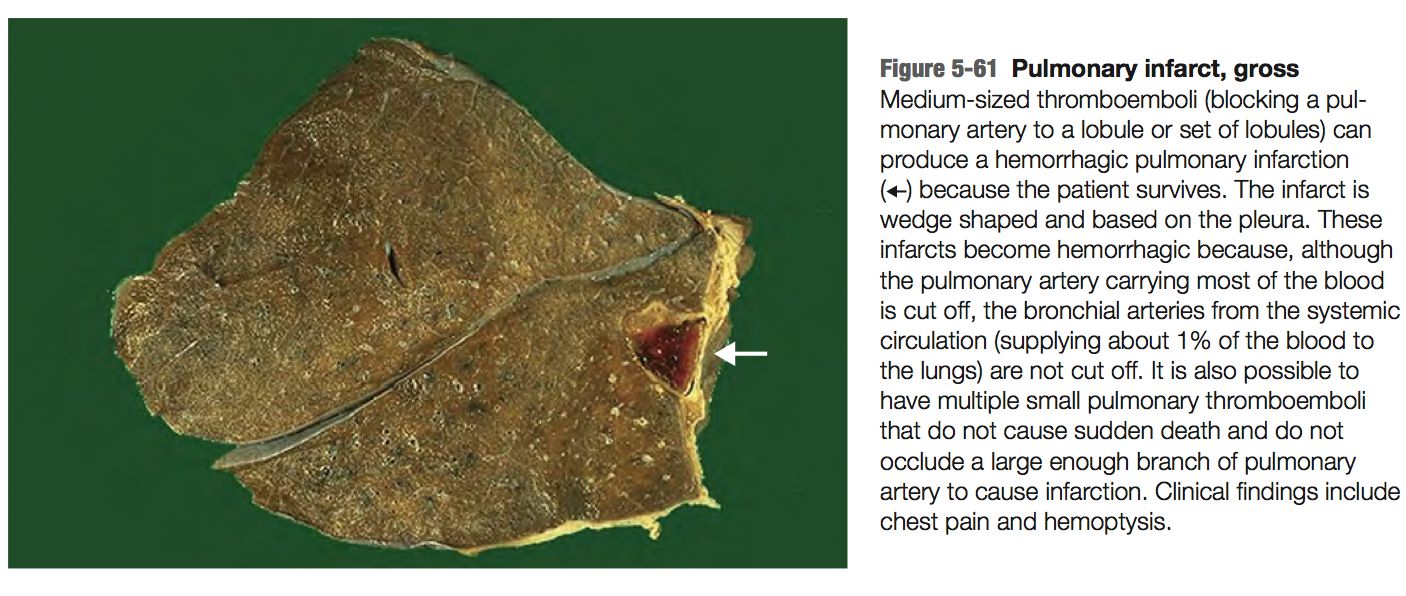 Figure 5-61 Pulmonary infarct, gross
Medium-sized thromboemboli (blocking a pul-
monary artery to a lobule or set of lobules) can
produce a hemorrhagic pulmonary infarction
(←) because the patient survives. The infarct is
wedge shaped and based on the pleura. These
infarcts become hemorrhagic because, although
the pulmonary artery carrying most of the blood
is cut off, the bronchial arteries from the systemic
circulation (supplying about 1% of the blood to
the lungs) are not cut off. It is also possible to
have multiple small pulmonary thromboemboli
that do not cause sudden death and do not
occlude a large enough branch of pulmonary
artery to cause infarction. Clinical findings include
chest pain and hemoptysis.